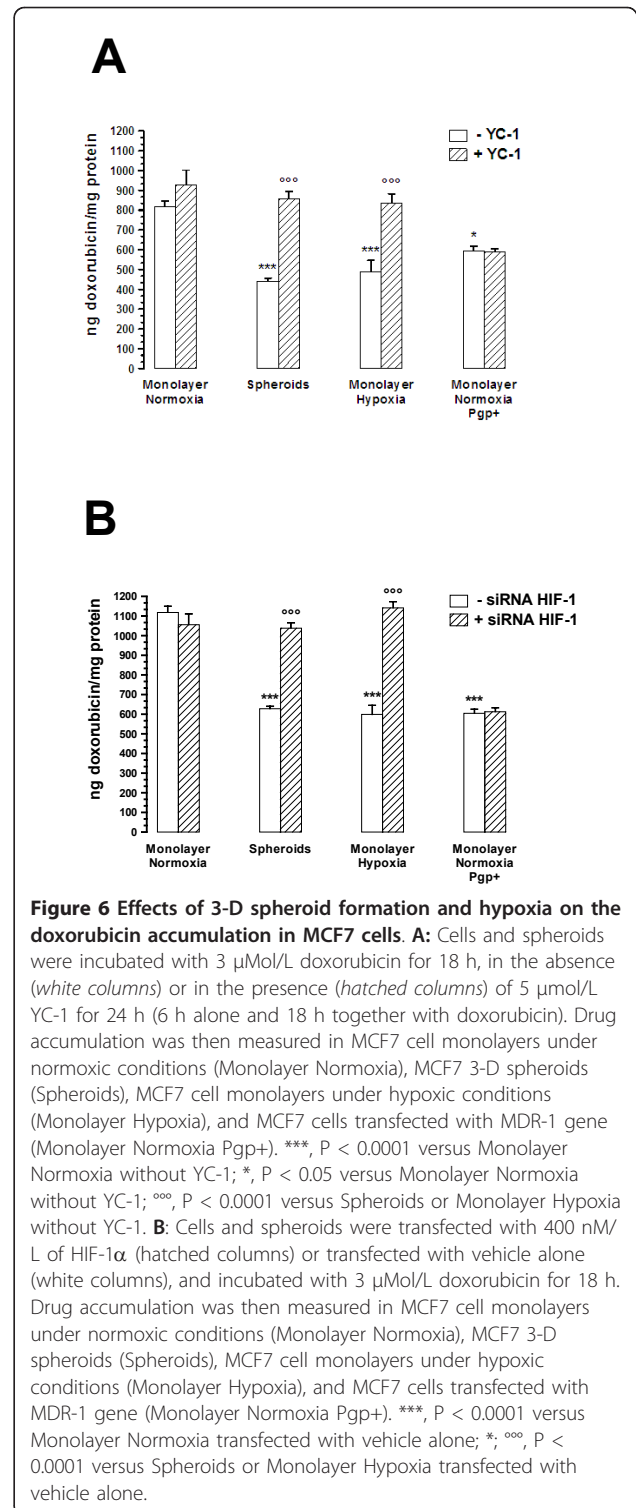 A
1200
1100
1000
900
800
700
600
500
400
300
200
100
0
ng doxorubicin/mg protein
- YC-1
+ YC-1
°°°
°°°
***
***
*
Monolayer Normoxia
Spheroids
Monolayer Hypoxia
Monolayer Normoxia Pgp+
B
1200
1100
1000
900
800
700
600
500
400
300
200
100
0
ng doxorubicin/mg protein
- siRNA HIF-1
+ siRNA HIF-1
°°°
°°°
***
***
***
Monolayer Normoxia
Spheroids
Monolayer Hypoxia
Monolayer Normoxia Pgp+
Figure 6 Effects of 3-D spheroid formation and hypoxia on the
doxorubicin accumulation in MCF7 cells. A: Cells and spheroids
were incubated with 3 μMol/L doxorubicin for 18 h, in the absence
(white columns) or in the presence (hatched columns) of 5 μmol/L
YC-1 for 24 h (6 h alone and 18 h together with doxorubicin). Drug
accumulation was then measured in MCF7 cell monolayers under
normoxic conditions (Monolayer Normoxia), MCF7 3-D spheroids
(Spheroids), MCF7 cell monolayers under hypoxic conditions
(Monolayer Hypoxia), and MCF7 cells transfected with MDR-1 gene
(Monolayer Normoxia Pgp+). ***, P < 0.0001 versus Monolayer
Normoxia without YC-1; *, P < 0.05 versus Monolayer Normoxia
without YC-1; °°°, P < 0.0001 versus Spheroids or Monolayer Hypoxia
without YC-1. B: Cells and spheroids were transfected with 400 nM/
L of HIF-1α (hatched columns) or transfected with vehicle alone
(white columns), and incubated with 3 μMol/L doxorubicin for 18 h.
Drug accumulation was then measured in MCF7 cell monolayers
under normoxic conditions (Monolayer Normoxia), MCF7 3-D
spheroids (Spheroids), MCF7 cell monolayers under hypoxic
conditions (Monolayer Hypoxia), and MCF7 cells transfected with
MDR-1 gene (Monolayer Normoxia Pgp+). ***, P < 0.0001 versus
Monolayer Normoxia transfected with vehicle alone; *; °°°, P <
0.0001 versus Spheroids or Monolayer Hypoxia transfected with
vehicle alone.